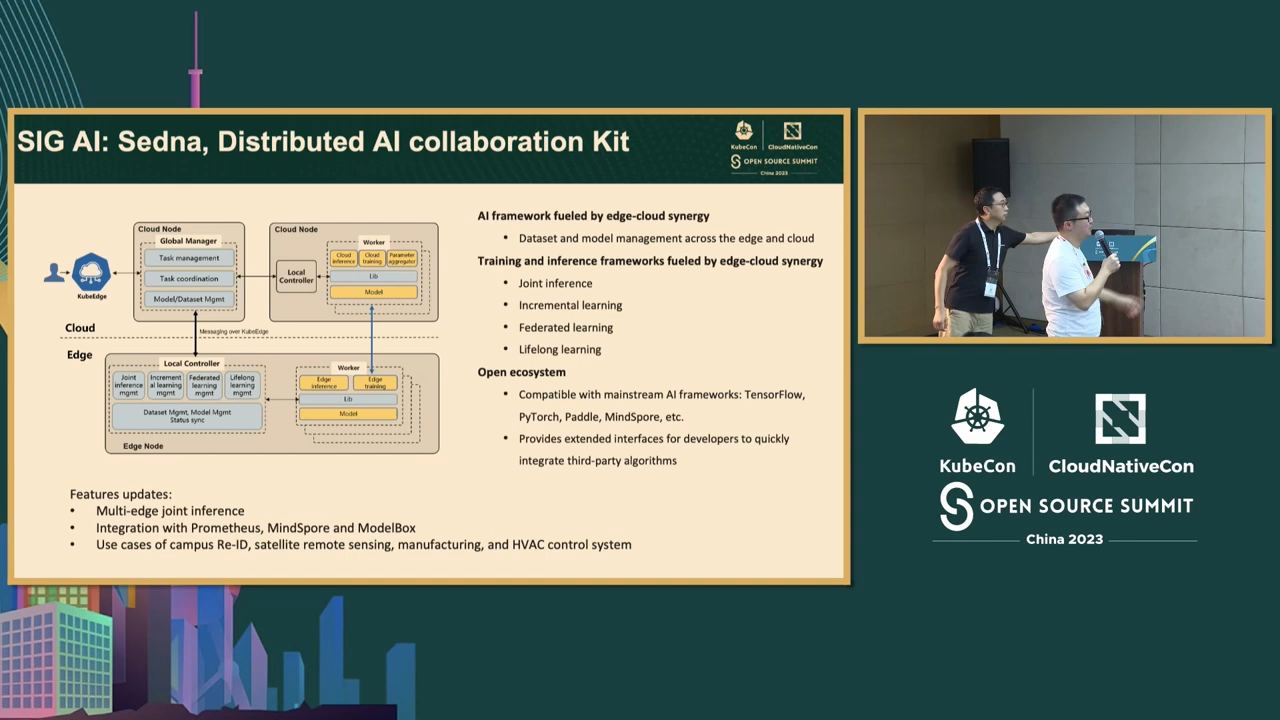 SIG AI: Sedna, Distributed AI collaboration Kit
KubeCon
CloudNativeCon
OPEN SOURCE SUMMIT
China 2023
Cloud Node
Global Manager
Task management
Task coordination
Model/Dataset Mgmt
KubeEdge
Cloud Node
Local
Controller
Worker
Cloud
inference
Cloud
training
Parameter
aggregator
Lib
Model
Cloud
Messaging over KubeEdge
Edge
Local Controller
Joint
inference
mgmt
Increment
al learning
mgmt
Federated
learning
mgmt
Lifelong
learning
mgmt
Dataset Mgmt, Model Mgmt
Status sync
Worker
Edge
inference
Edge
training
Lib
Model
Edge Node
AI framework fueled by edge-cloud synergy
• Dataset and model management across the edge and cloud
Training and inference frameworks fueled by edge-cloud synergy
• Joint inference
• Incremental learning
• Federated learning
• Lifelong learning
Open ecosystem
• Compatible with mainstream AI frameworks: TensorFlow,
PyTorch, Paddle, MindSpore, etc.
• Provides extended interfaces for developers to quickly
integrate third-party algorithms
Features updates:
• Multi-edge joint inference
• Integration with Prometheus, MindSpore and ModelBox
• Use cases of campus Re-ID, satellite remote sensing, manufacturing, and HVAC control system
KubeCon
CloudNativeCon
OPEN SOURCE SUMMIT
China 2023